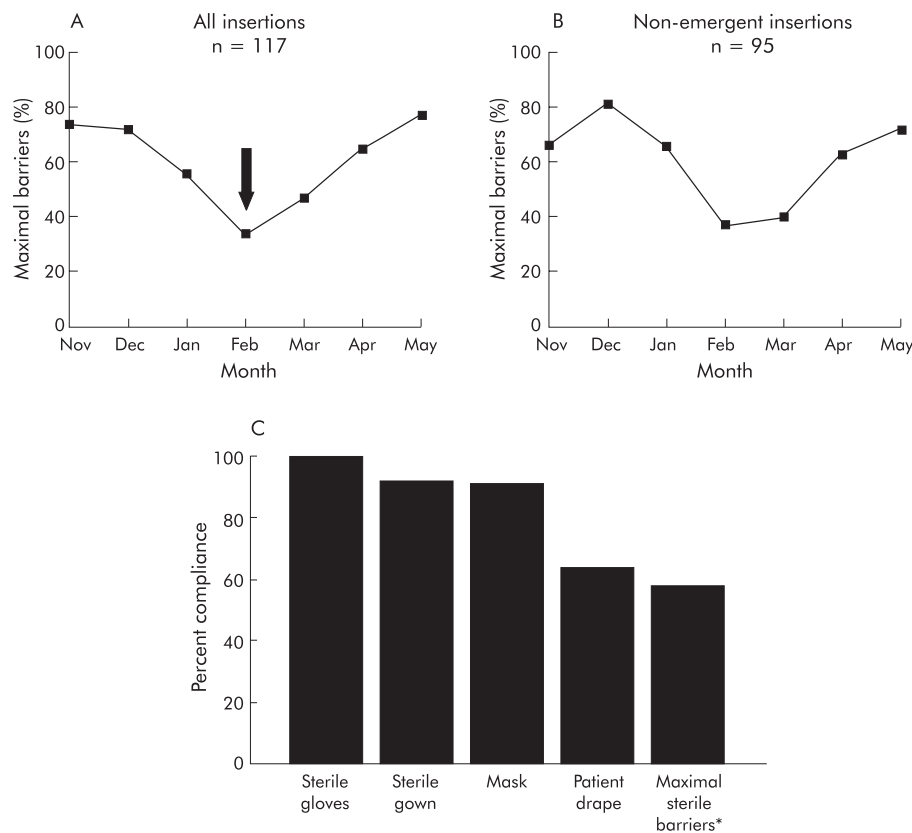 A
All insertions
n = 117
Maximal barriers (%)
100
80
60
40
20
0
Nov Dec Jan Feb Mar Apr May
Month
B
Non-emergent insertions
n = 95
Maximal barriers (%)
100
80
60
40
20
0
Nov Dec Jan Feb Mar Apr May
Month
C
Percent compliance
100
80
60
40
20
0
Sterile
gloves
Sterile
gown
Mask
Patient
drape
Maximal
sterile
barriers*